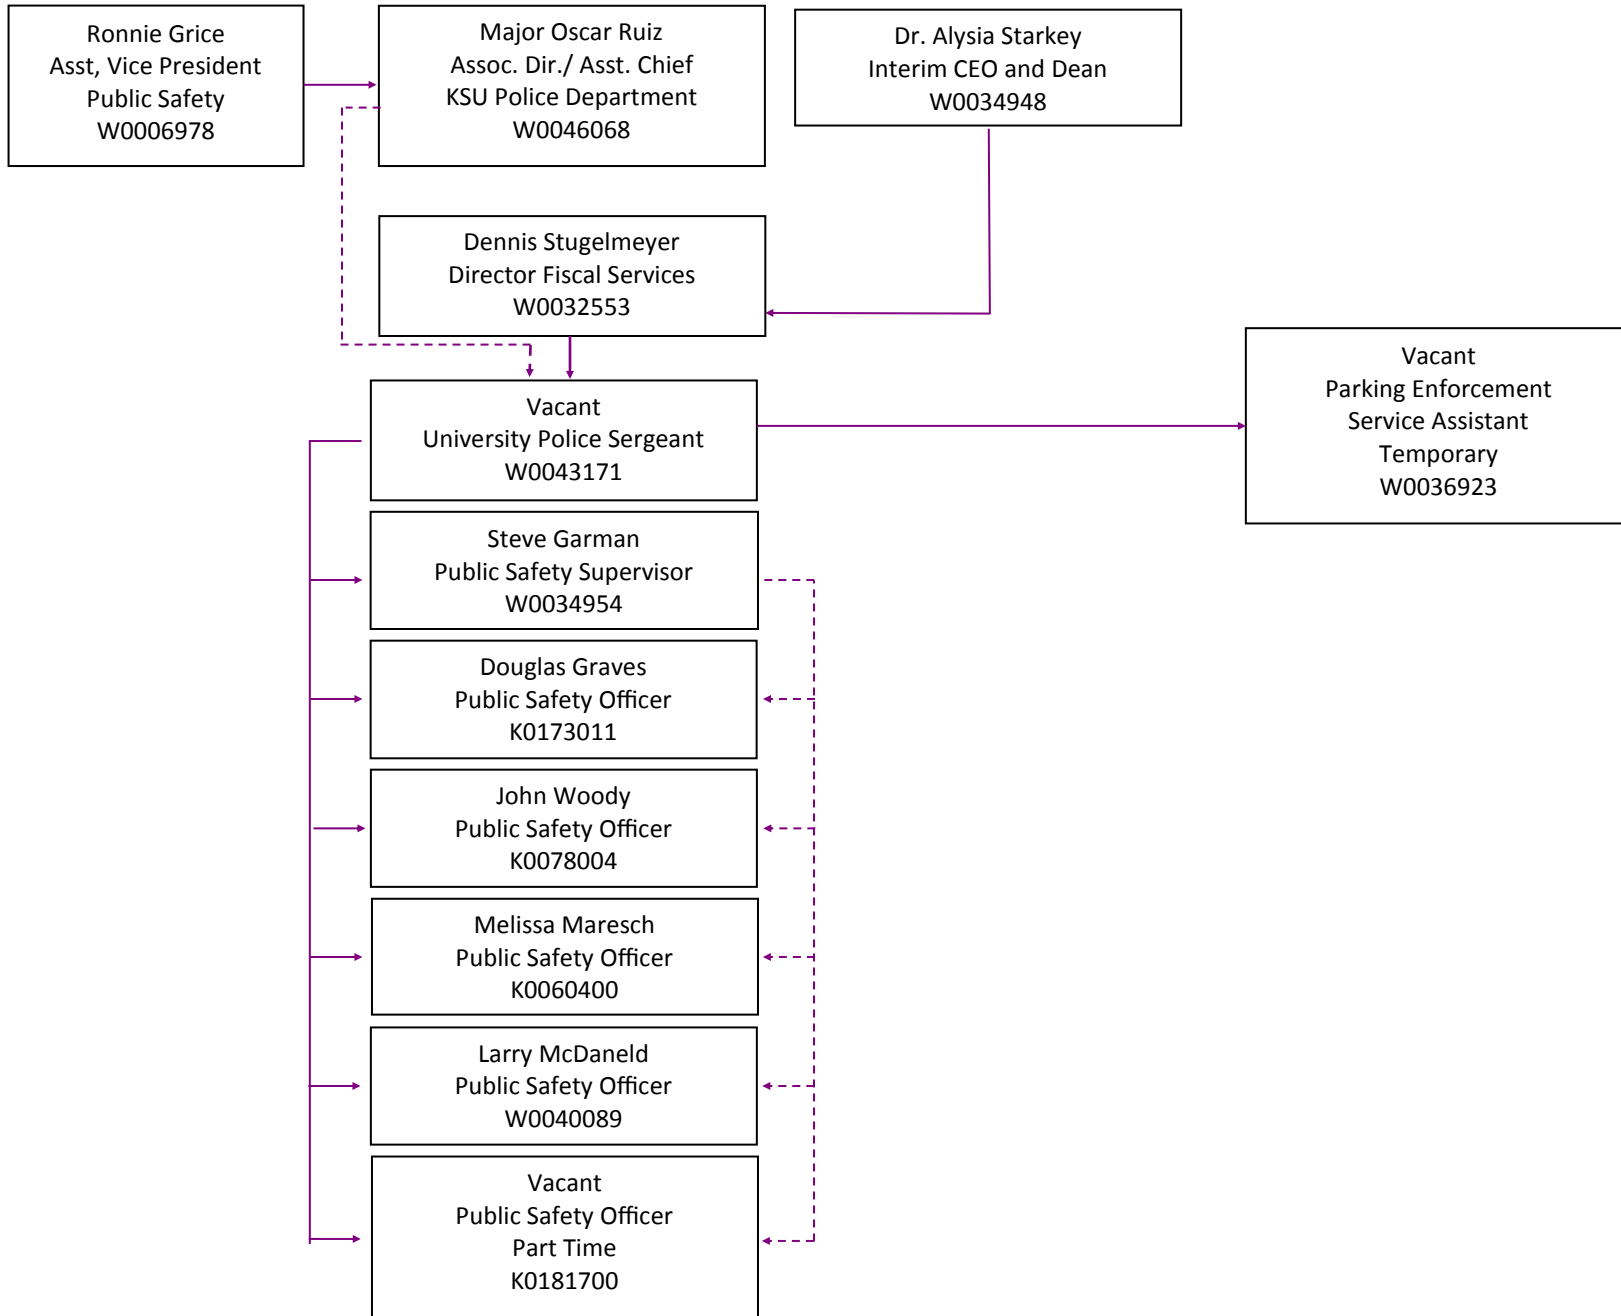 Ronnie Grice
Asst, Vice President
Public Safety
W0006978
Major Oscar Ruiz
Assoc. Dir./ Asst. Chief
KSU Police Department
W0046068
Dr. Alysia Starkey
Interim CEO and Dean
W0034948
Dennis Stugelmeyer
Director Fiscal Services
W0032553
Vacant
University Police Sergeant
W0043171
Vacant
Parking Enforcement
Service Assistant
Temporary
W0036923
Steve Garman
Public Safety Supervisor
W0034954
Douglas Graves
Public Safety Officer
K0173011
John Woody
Public Safety Officer
K0078004
Melissa Maresch
Public Safety Officer
K0060400
Larry McDaneld
Public Safety Officer
W0040089
Vacant
Public Safety Officer
Part Time
K0181700